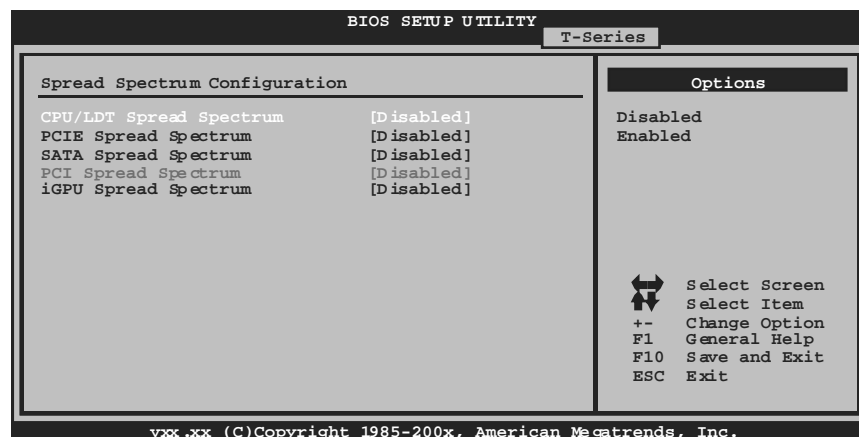 BIOS SETUP UTILITY
T-Series
Spread Spectrum Configuration
CPU/LDT Spread Spectrum [Disabled]
PCIE Spread Spectrum [Disabled]
SATA Spread Spectrum [Disabled]
PCI Spread Spectrum [Disabled]
iGPU Spread Spectrum [Disabled]
Options
Disabled
Enabled
Select Screen
Select Item
+- Change Option
F1 General Help
F10 Save and Exit
ESC Exit
vxx.xx (C)Copyright 1985-200x, American Megatrends, Inc.